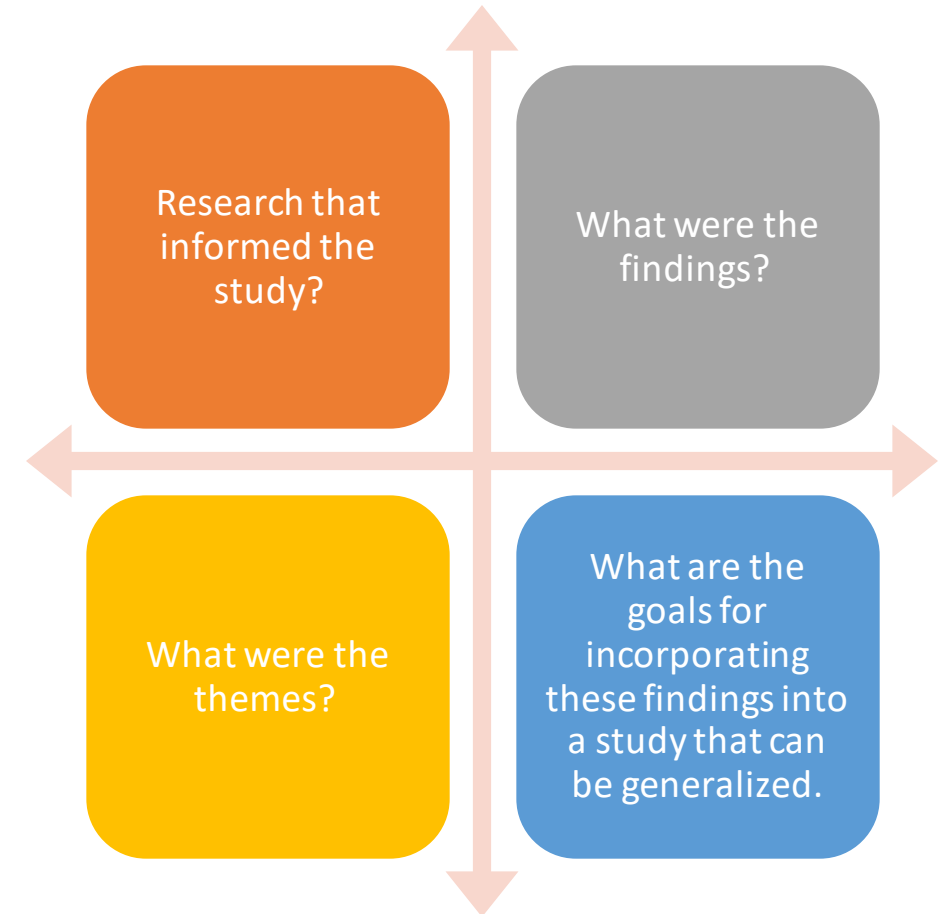 Research that
informed the
study?
What were the
findings?
What were the
themes?
What are the
goals for
incorporating
these findings into
a study that can
be generalized.